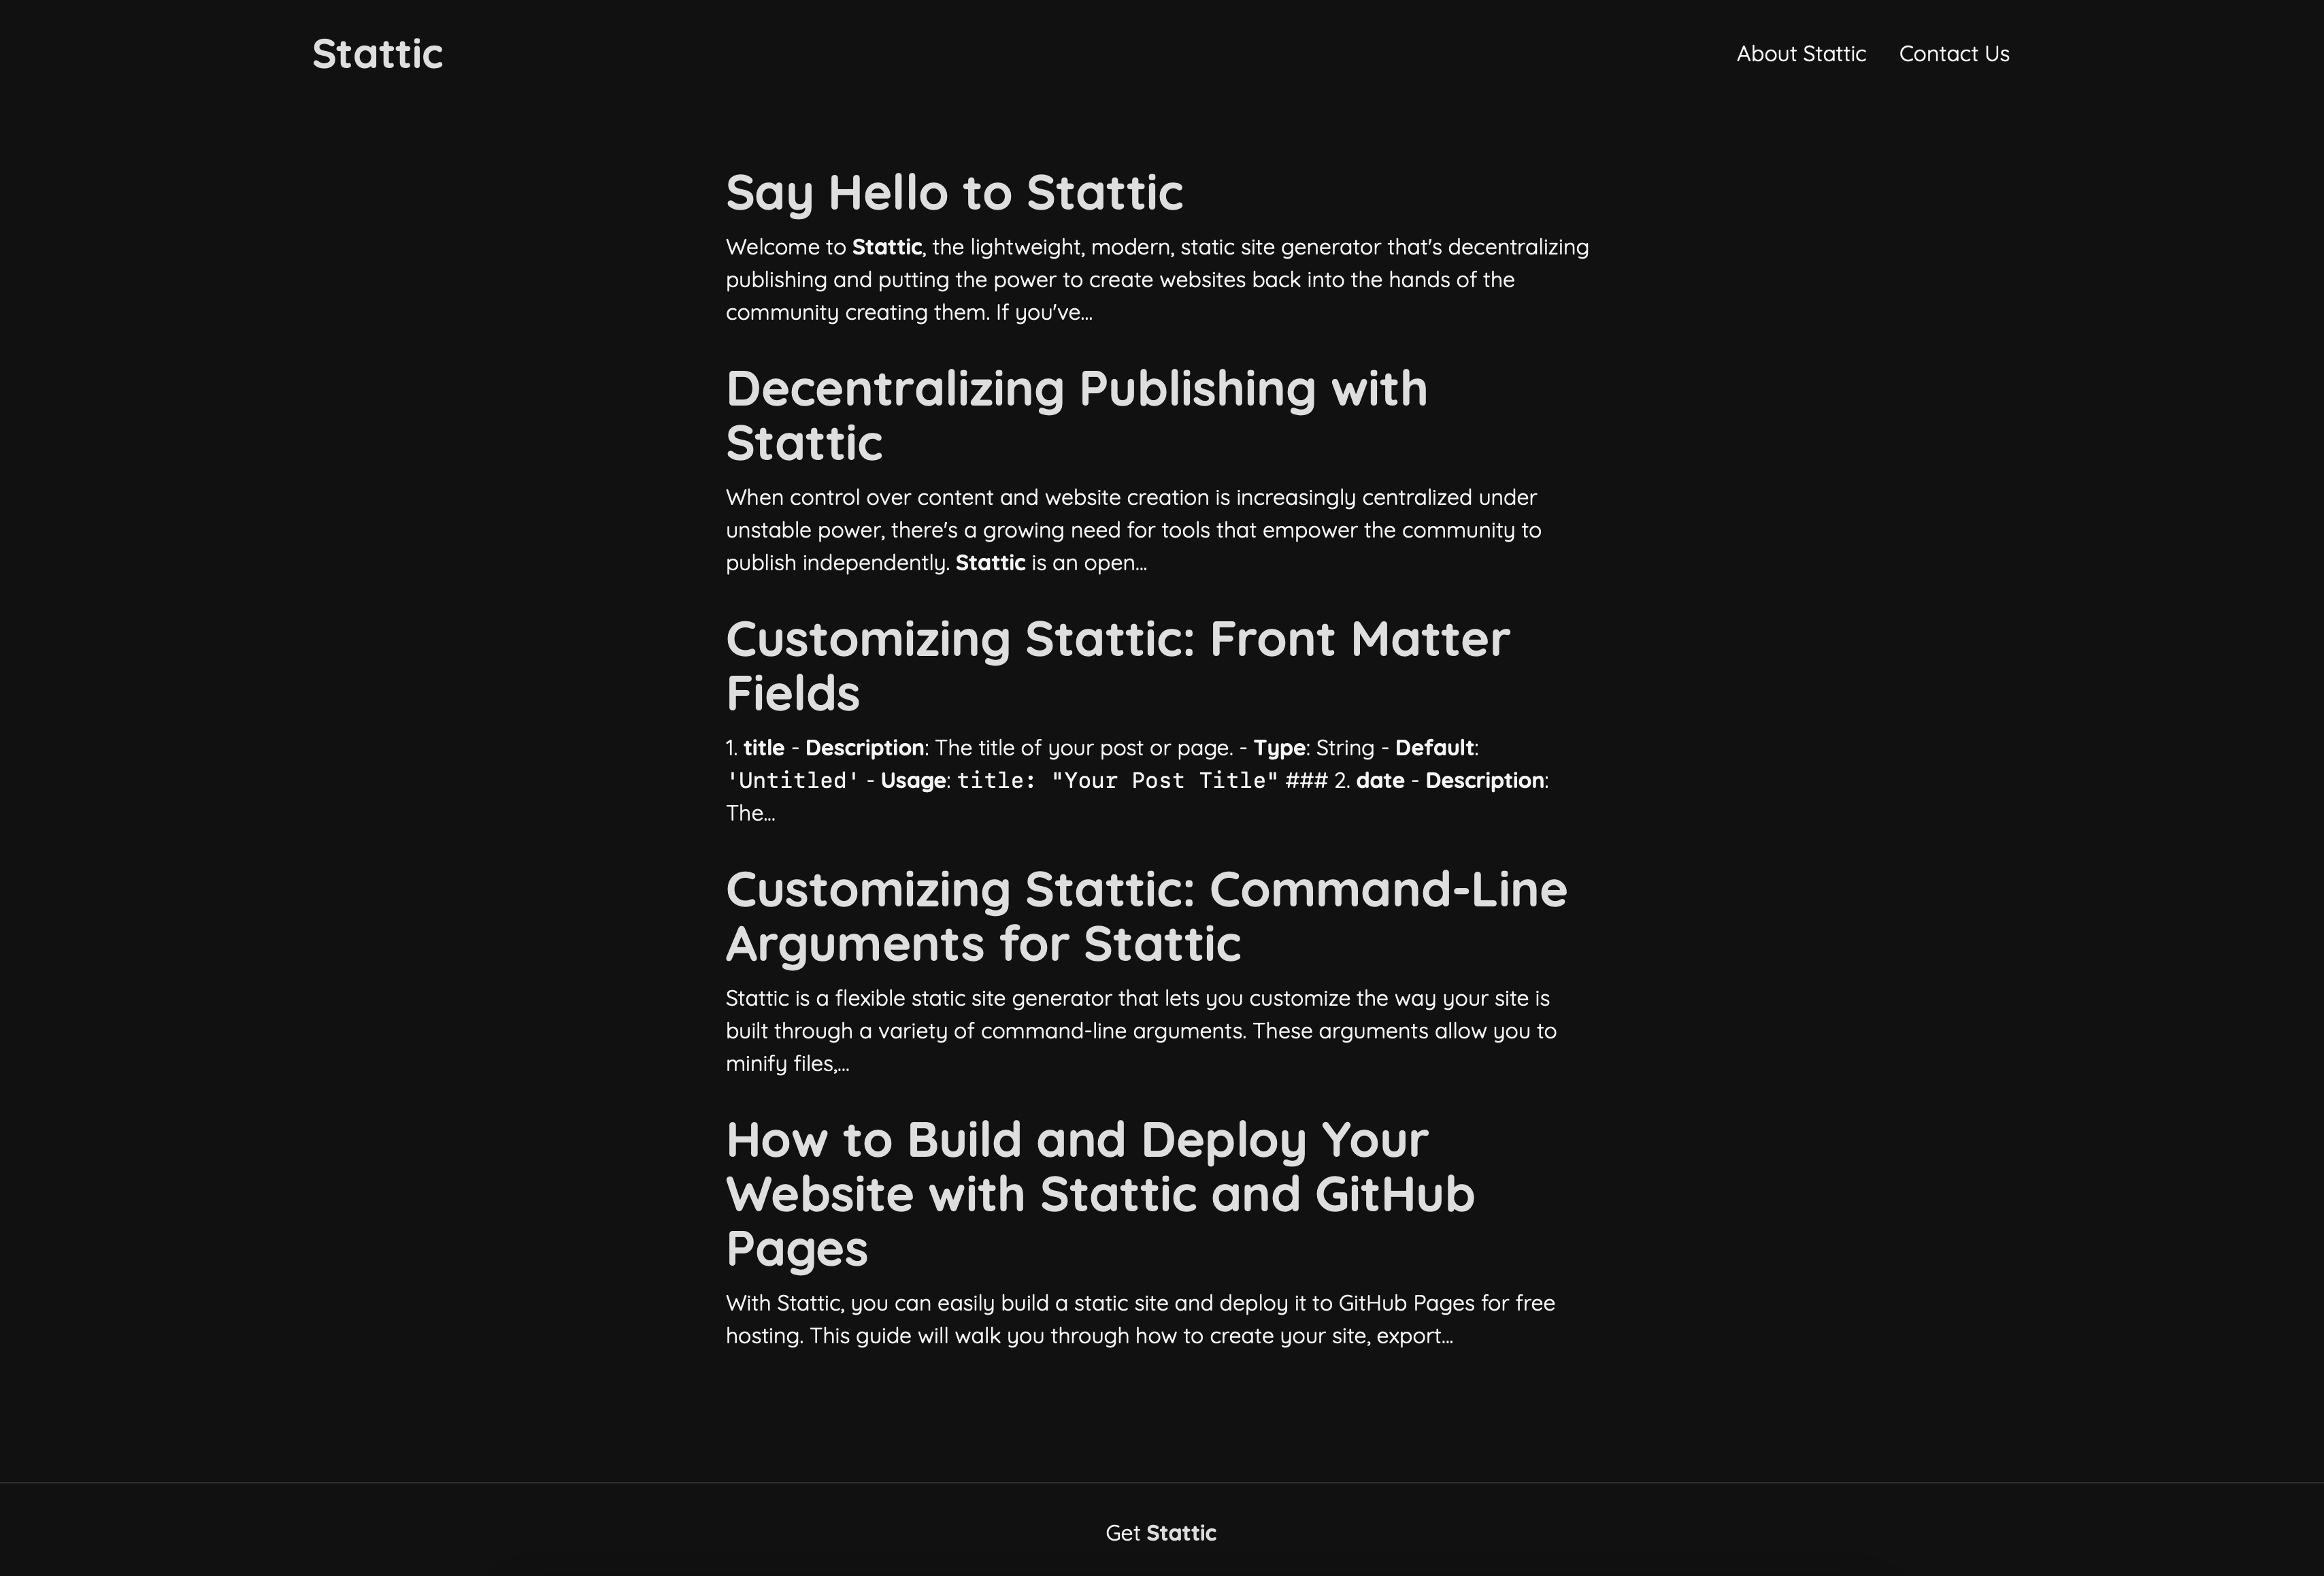 Stattic
About Stattic
Contact Us
Say Hello to Stattic
Welcome to Stattic, the lightweight, modern, static site generator that's decentralizing
publishing and putting the power to create websites back into the hands of the
community creating them. If you've...
Decentralizing Publishing with
Stattic
When control over content and website creation is increasingly centralized under
unstable power, there's a growing need for tools that empower the community to
publish independently. Stattic is an open...
Customizing Stattic: Front Matter
Fields
1. title - Description: The title of your post or page. - Type: String - Default:
'Untitled' - Usage: title: "Your Post Title" ### 2. date - Description:
The...
Customizing Stattic: Command-Line
Arguments for Stattic
Stattic is a flexible static site generator that lets you customize the way your site is
built through a variety of command-line arguments. These arguments allow you to
minify files,...
How to Build and Deploy Your
Website with Stattic and GitHub
Pages
With Stattic, you can easily build a static site and deploy it to GitHub Pages for free
hosting. This guide will walk you through how to create your site, export...
Get Stattic